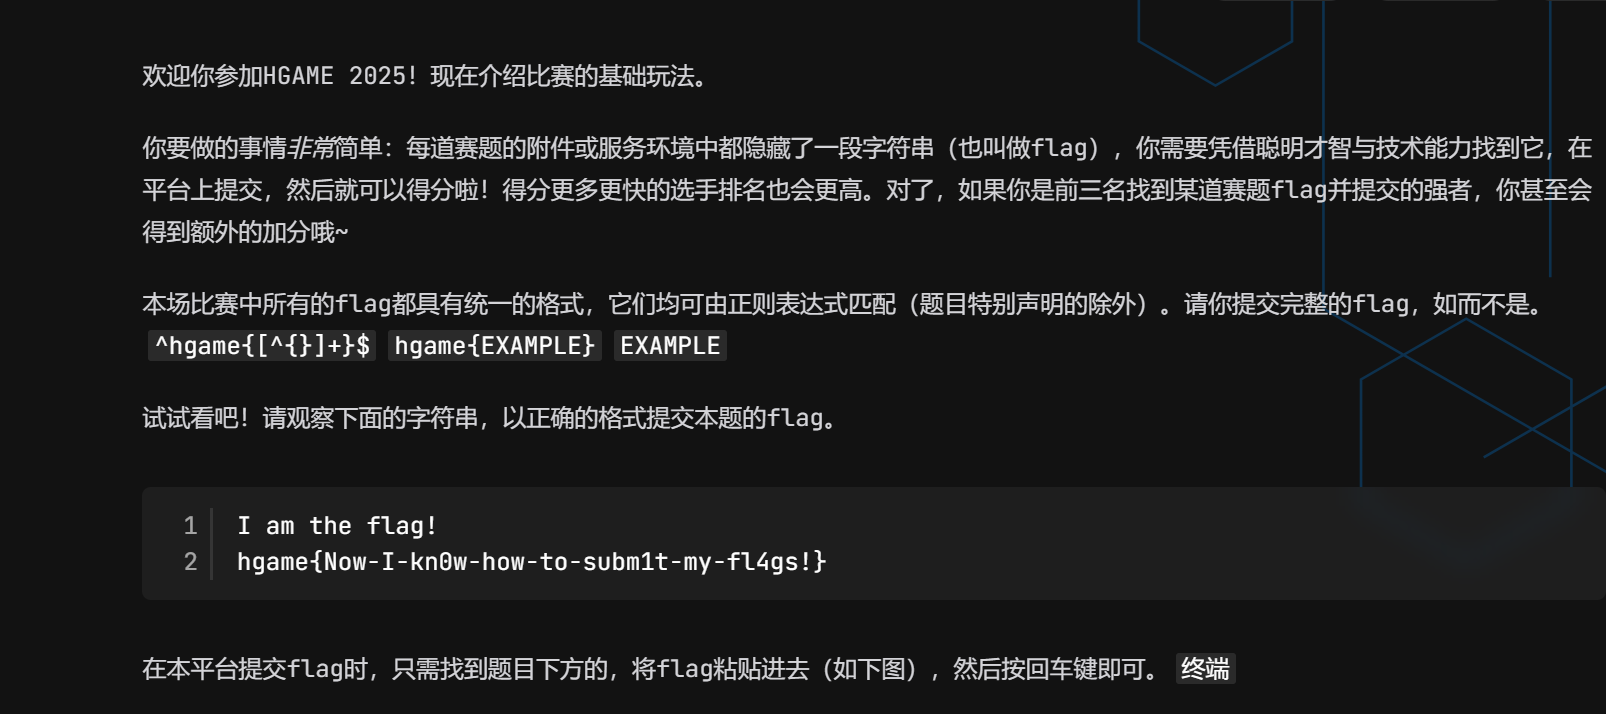 欢迎你参加HGAME 2025！现在介绍比赛的基础玩法。
你要做的事情非常简单：每道赛题的附件或服务环境中都隐藏了一段字符串（也叫做flag），你需要凭借聪明才智与技术能力找到它，在
平台上提交，然后就可以得分啦！得分更多更快的选手排名也会更高。对了，如果你是前三名找到某道赛题flag并提交的强者，你甚至会
得到额外的加分哦~
本场比赛中所有的flag都具有统一的格式，它们均可由正则表达式匹配（题目特别声明的除外）。请你提交完整的flag，如而不是。
^hgame{[^{}]+}$ hgame{EXAMPLE} EXAMPLE
试试看吧！请观察下面的字符串，以正确的格式提交本题的flag。
1 I am the flag!
2 hgame{Now-I-kn0w-how-to-subm1t-my-fl4gs!}
在本平台提交flag时，只需找到题目下方的，将flag粘贴进去（如下图），然后按回车键即可。 终端